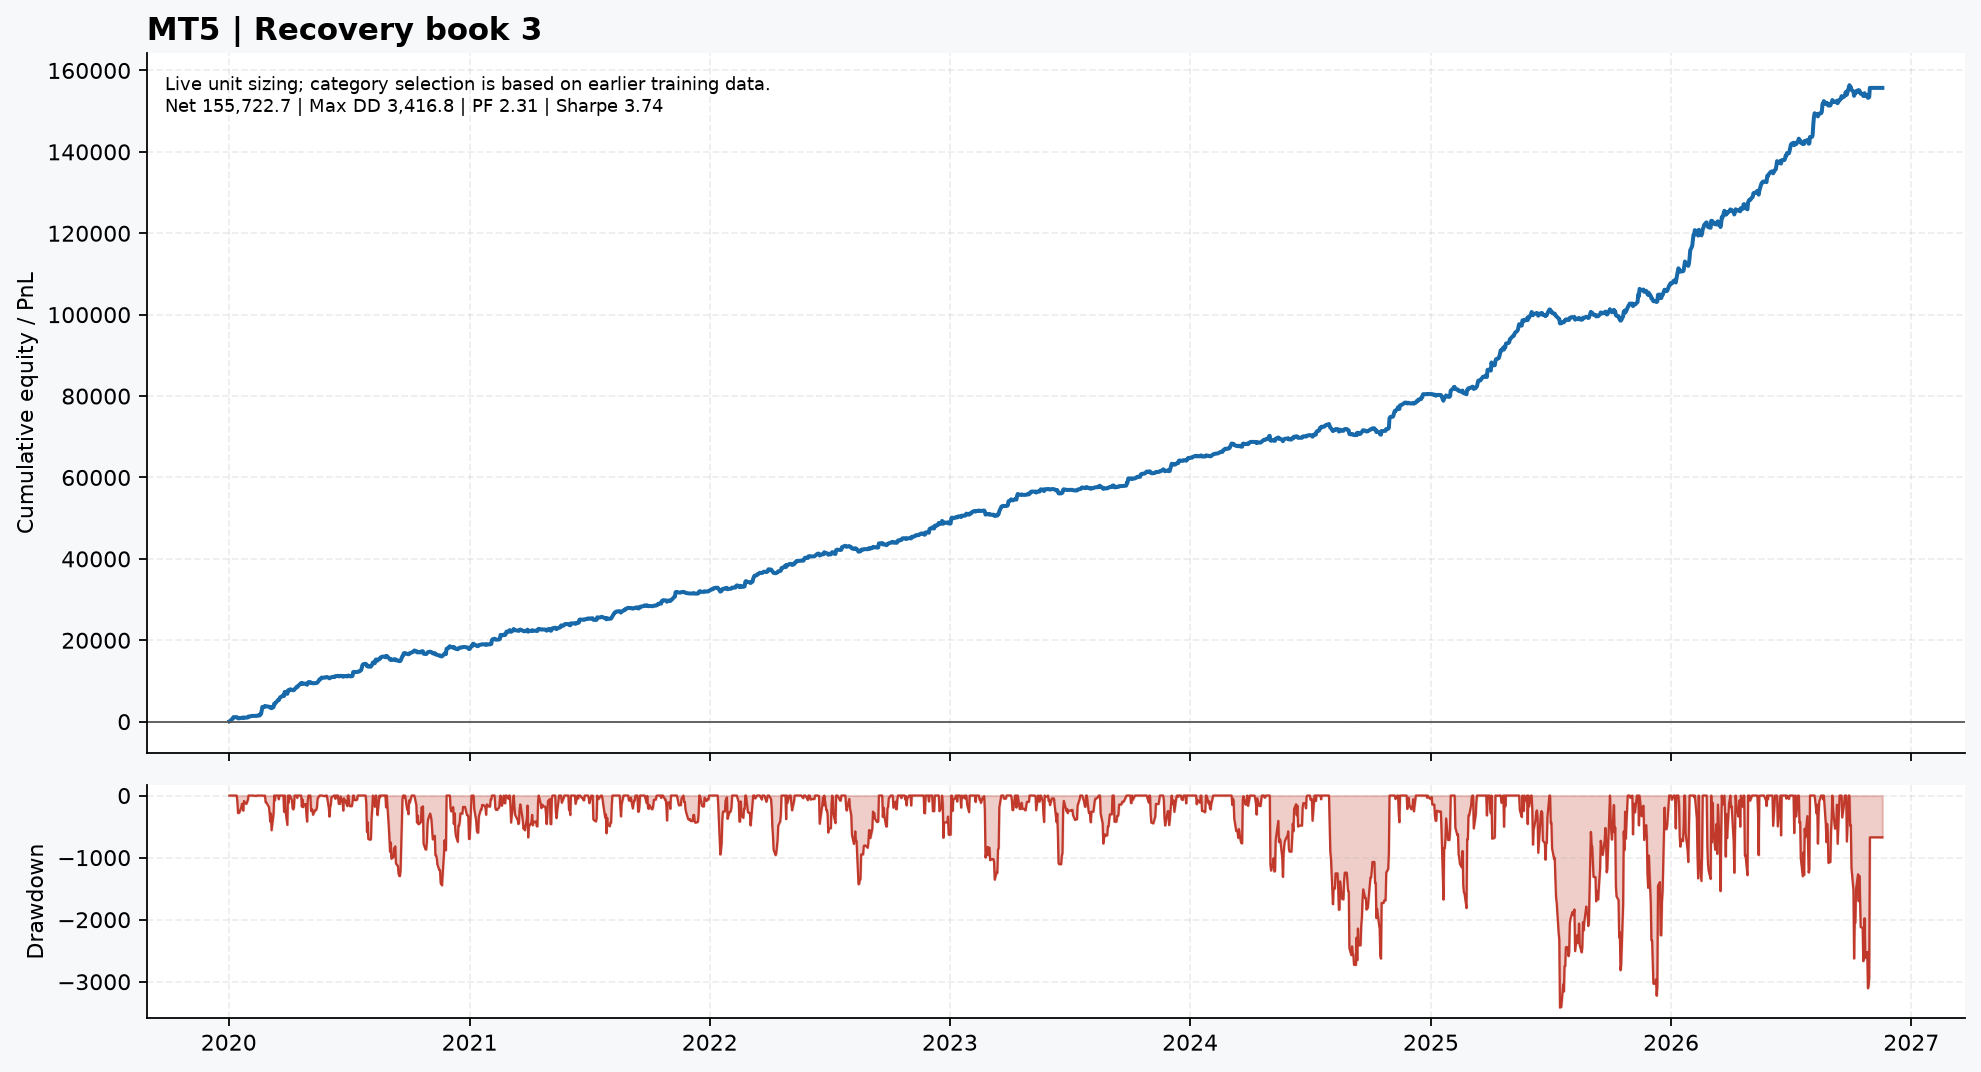 MT5 | Recovery book 3
Live unit sizing; category selection is based on earlier training data.
Net 155,722.7 | Max DD 3,416.8 | PF 2.31 | Sharpe 3.74
Cumulative equity / PnL
160000
140000
120000
100000
80000
60000
40000
20000
0
Drawdown
0
−1000
−2000
−3000
2020 2021 2022 2023 2024 2025 2026 2027